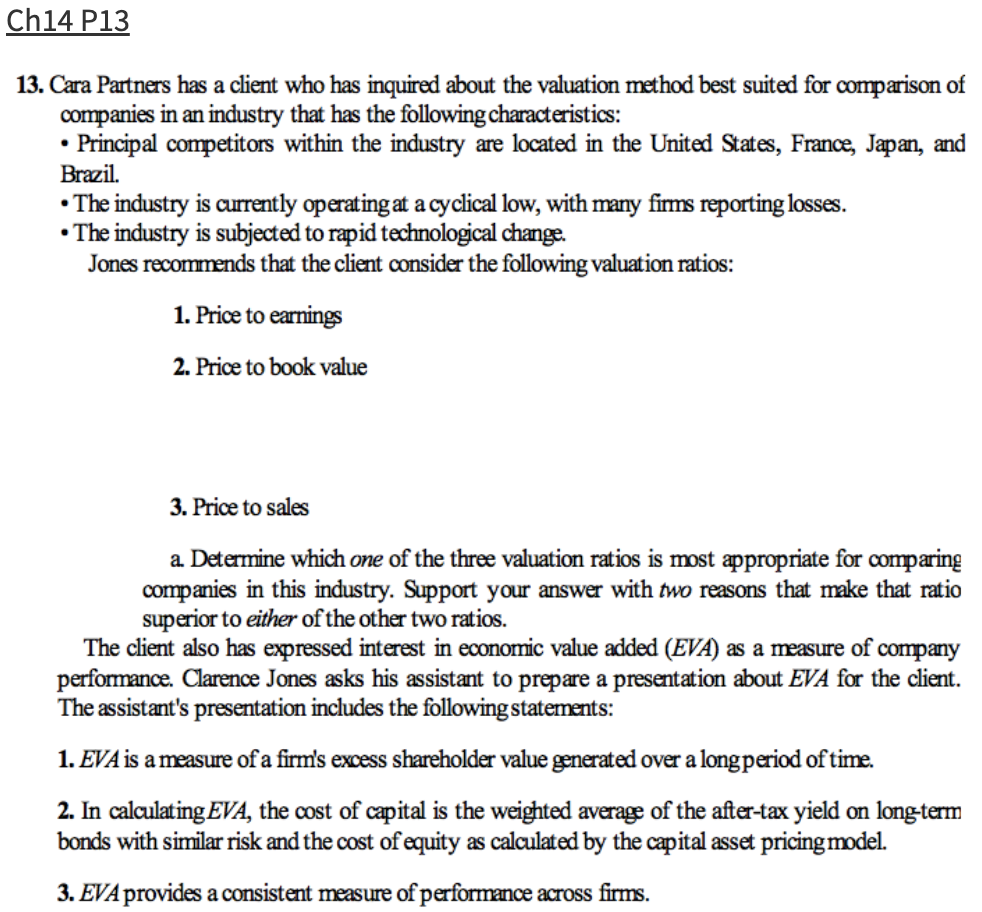 Ch14 P13
13. Cara Partners has a client who has inquired about the valuation method best suited for comparison of
companies in an industry that has the following characteristics:
• Principal competitors within the industry are located in the United States, France, Japan, and
Brazil.
• The industry is currently operating at a cyclical low, with many firms reporting losses.
• The industry is subjected to rapid technological change.
Jones recommends that the client consider the following valuation ratios:
1. Price to earnings
2. Price to book value
3. Price to sales
a. Determine which one of the three valuation ratios is most appropriate for comparing
companies in this industry. Support your answer with two reasons that make that ratio
superior to either of the other two ratios.
The client also has expressed interest in economic value added (EVA) as a measure of company
performance. Clarence Jones asks his assistant to prepare a presentation about EVA for the client.
The assistant's presentation includes the following statements:
1. EVA is a measure of a firm's excess shareholder value generated over a long period of time.
2. In calculating EVA, the cost of capital is the weighted average of the after-tax yield on long-term
bonds with similar risk and the cost of equity as calculated by the capital asset pricing model.
3. EVA provides a consistent measure of performance across firms.